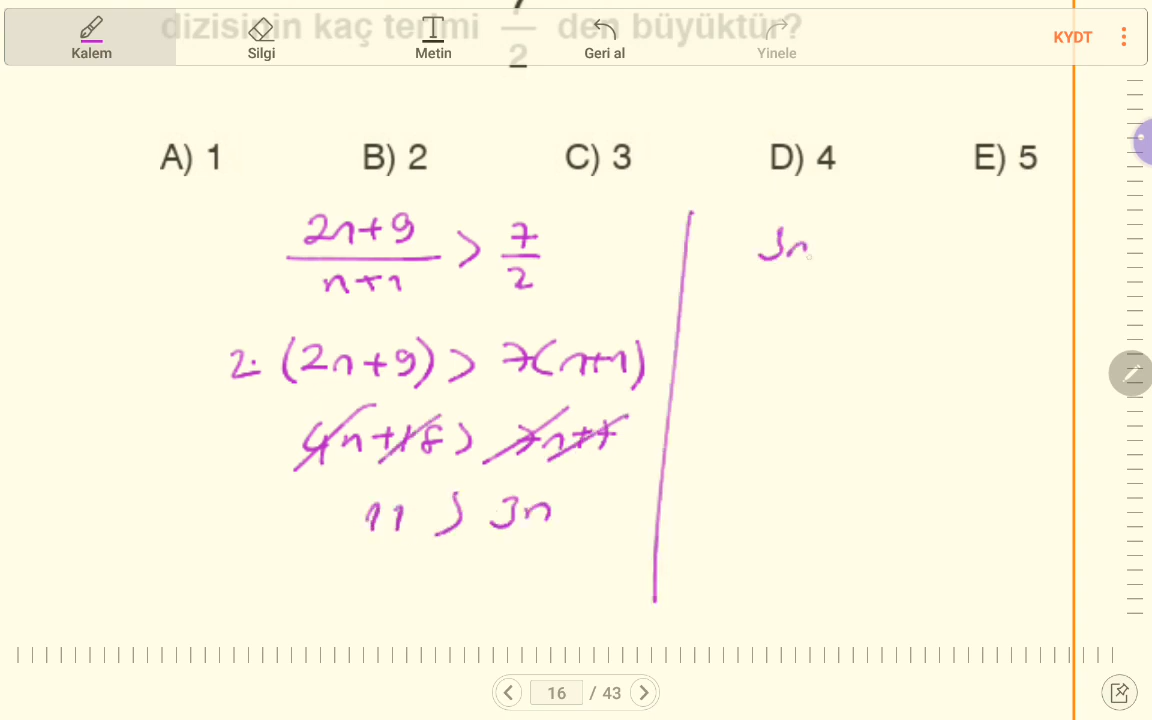 dizisinin kaç terimi 7/2 den büyüktür?
Kalem Silgi Metin Geri al Yinele KYDT
A) 1 B) 2 C) 3 D) 4 E) 5
2n+9/n+1 > 7/2
3n
2. (2n+9) > 7(n+1)
4n+18 > 7n+7
11 > 3n
16 / 43